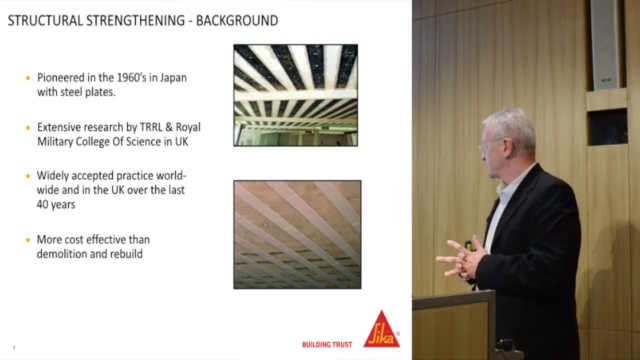 STRUCTURAL STRENGTHENING - BACKGROUND
Pioneered in the 1960's in Japan
with steel plates.
Extensive research by TRRL & Royal
Military College Of Science in UK
Widely accepted practice world-
wide and in the UK over the last
40 years
More cost effective than
demolition and rebuild
7
BUILDING TRUST
Sika®